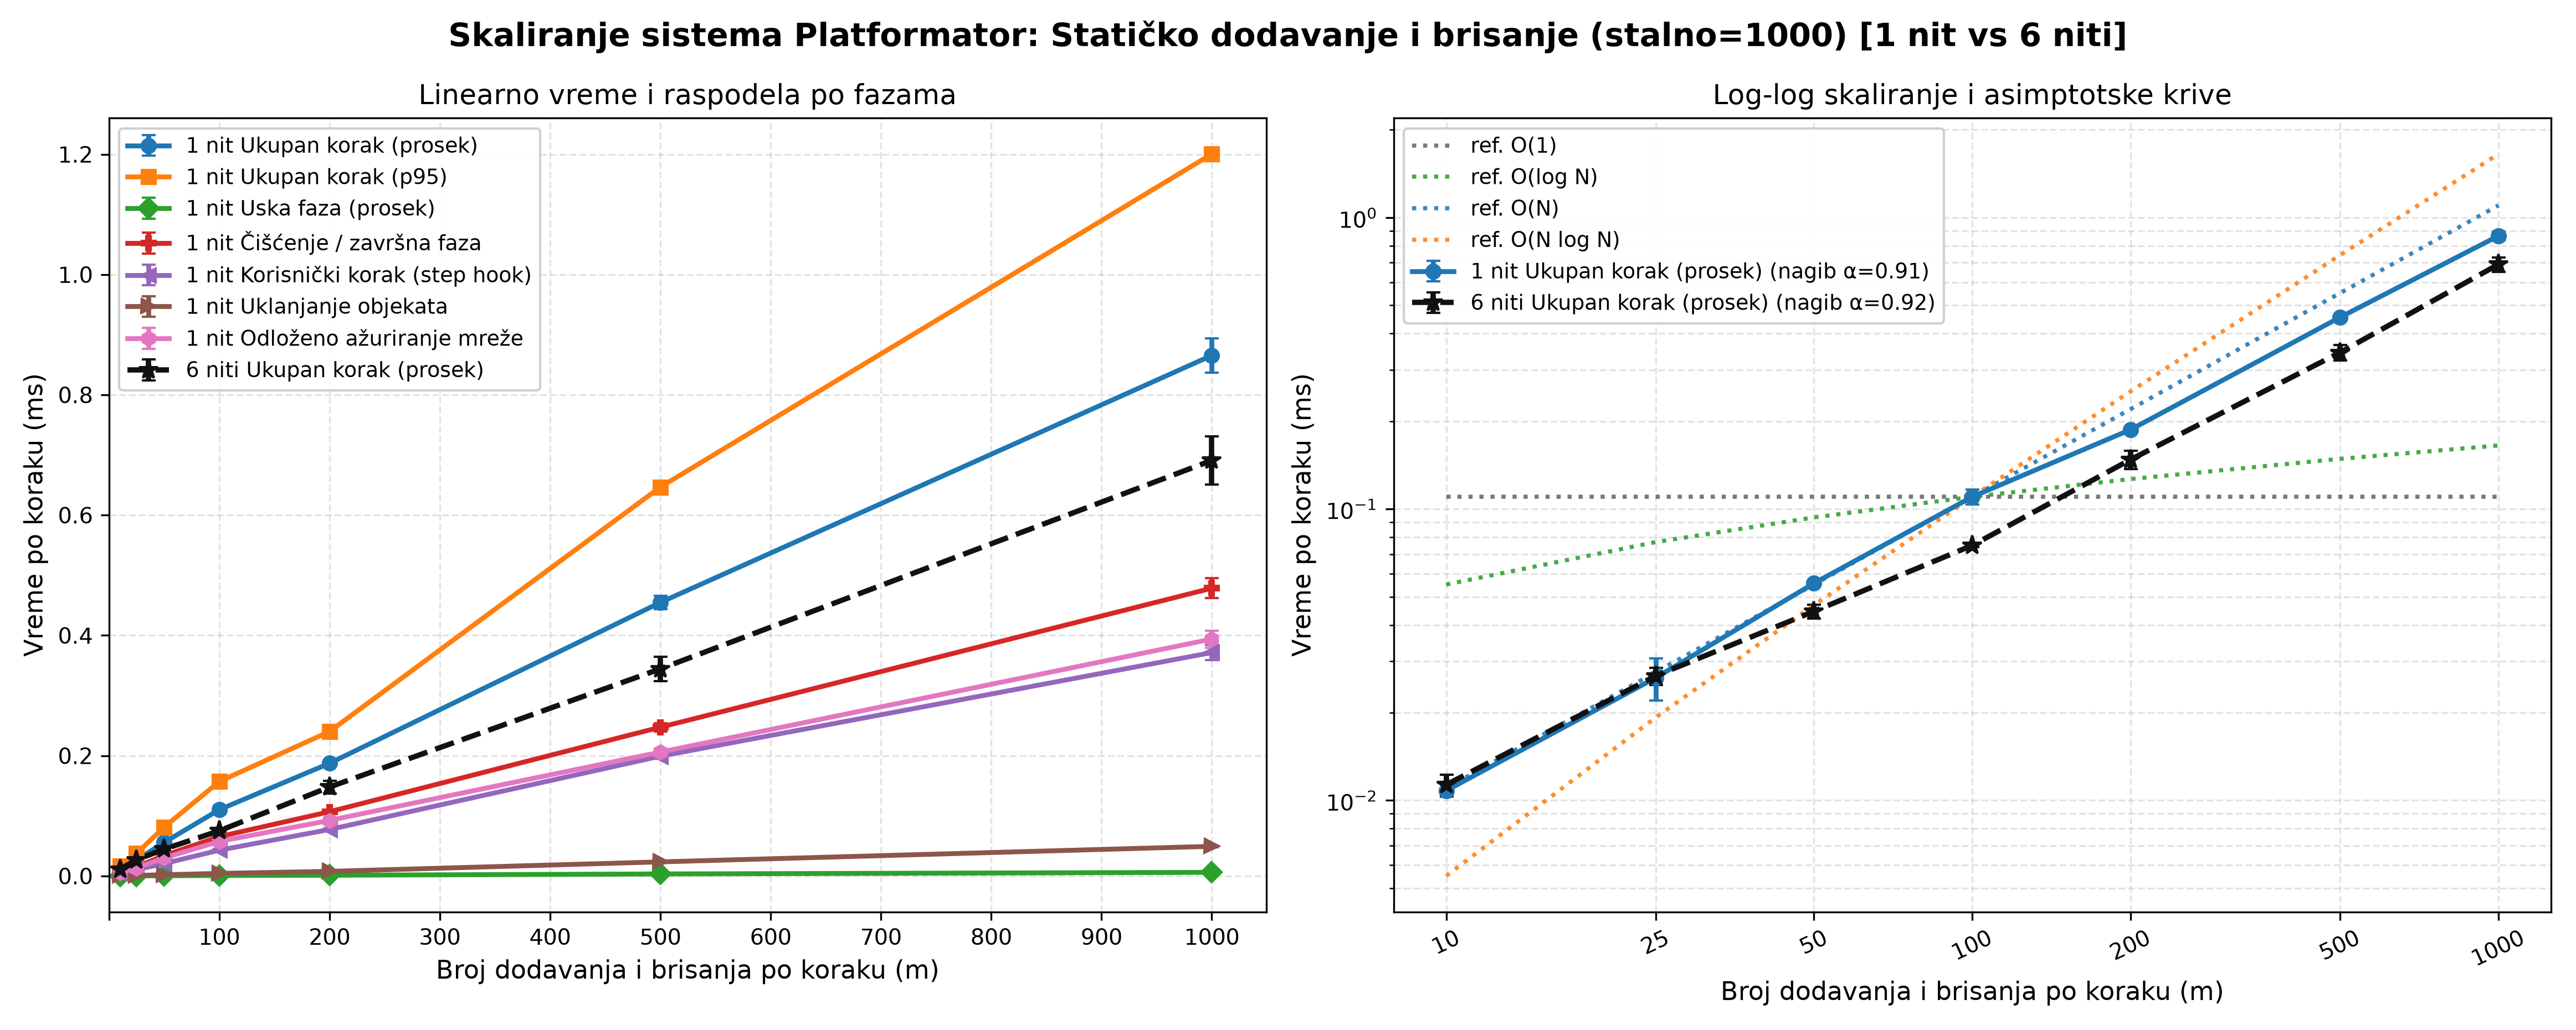 Skaliranje sistema Platformator: Statičko dodavanje i brisanje (stalno=1000) [1 nit vs 6 niti]
Linearno vreme i raspodela po fazama
1 nit Ukupan korak (prosek)
1 nit Ukupan korak (p95)
1 nit Uska faza (prosek)
1 nit Čišćenje / završna faza
1 nit Korisnički korak (step hook)
1 nit Uklanjanje objekata
1 nit Odloženo ažuriranje mreže
6 niti Ukupan korak (prosek)
Vreme po koraku (ms)
1.2
1.0
0.8
0.6
0.4
0.2
0.0
100 200 300 400 500 600 700 800 900 1000
Broj dodavanja i brisanja po koraku (m)
Log-log skaliranje i asimptotske krive
ref. O(1)
ref. O(log N)
ref. O(N)
ref. O(N log N)
1 nit Ukupan korak (prosek) (nagib α=0.91)
6 niti Ukupan korak (prosek) (nagib α=0.92)
Vreme po koraku (ms)
10⁰
10⁻¹
10⁻²
10 25 50 100 200 500 1000
Broj dodavanja i brisanja po koraku (m)